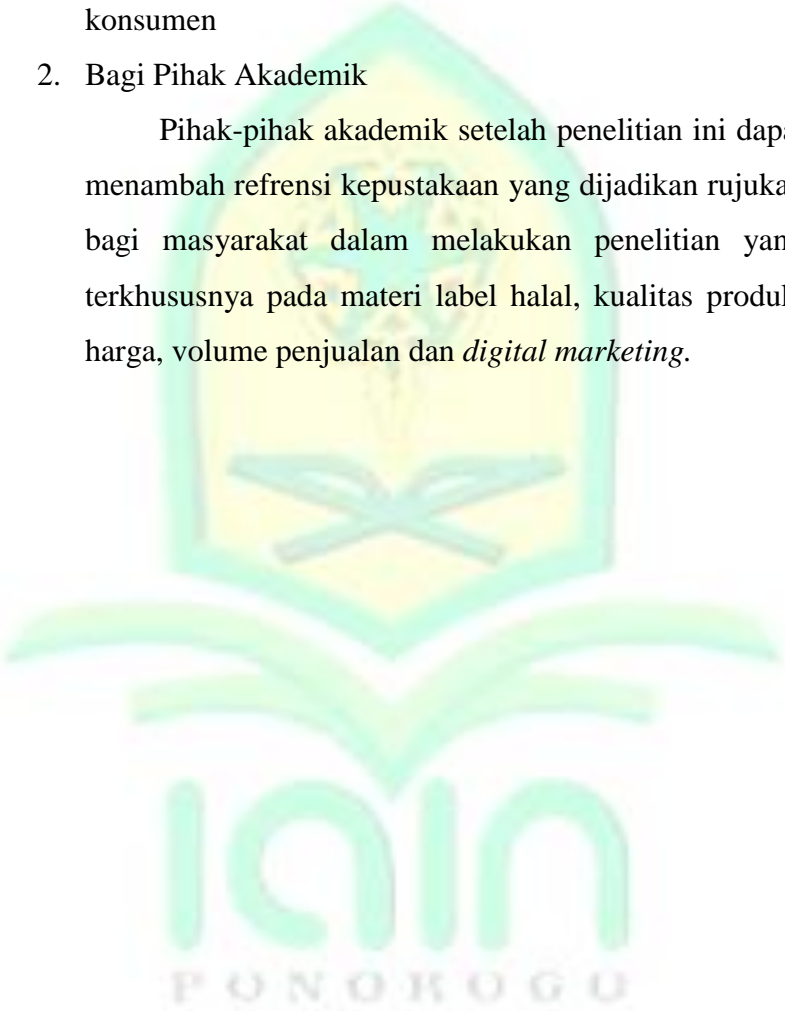 konsumen
2. Bagi Pihak Akademik
Pihak-pihak akademik setelah penelitian ini dapa
menambah refrensi kepustakaan yang dijadikan rujuka
bagi masyarakat dalam melakukan penelitian yan
terkhususnya pada materi label halal, kualitas produk
harga, volume penjualan dan digital marketing.
iain
PONOROGO